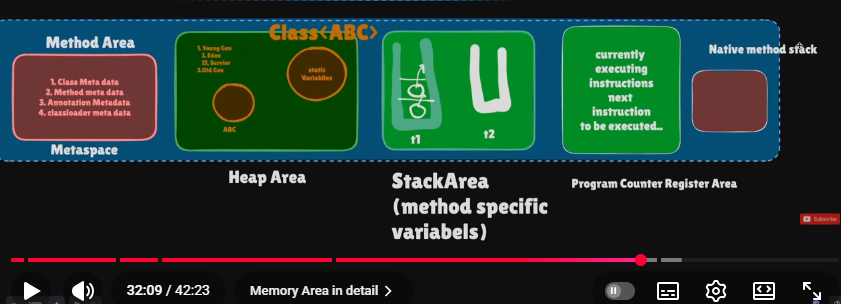 Class<ABC>
Method Area
1. Class Meta data
2. Method meta data
3. Annotation Metadata
4. classloader meta data
Metaspace
1. Young Gen
1. Eden
2.Old Gen
static
Variables
ABC
Heap Area
t1
t2
StackArea
(method specific
variabels)
currently
executing
instructions
next
instruction
to be executed...
Program Counter Register Area
Native method stack
Subscribe
32:09 / 42:23
Memory Area in detail >